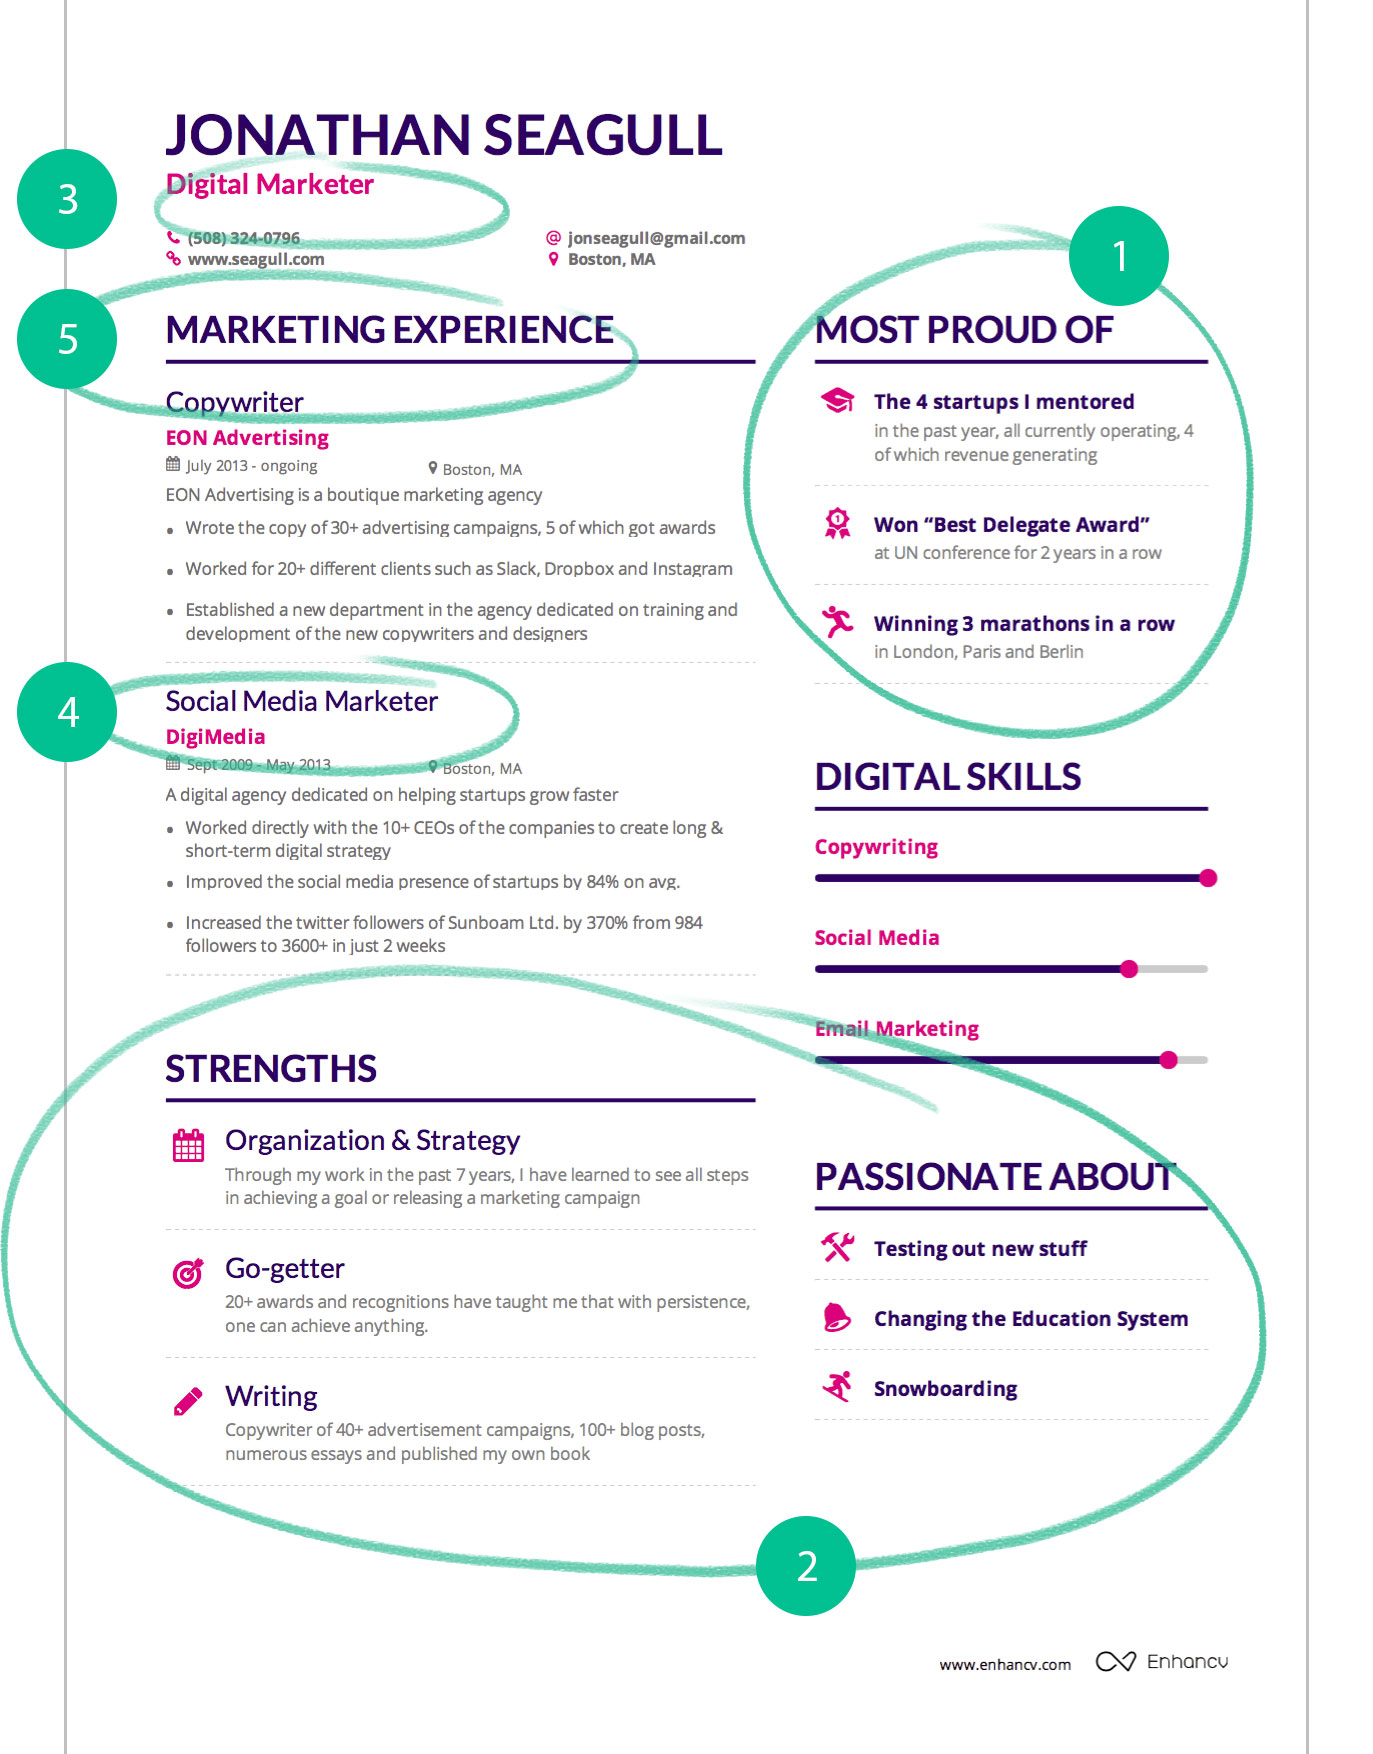 JONATHAN SEAGULL
3
Digital Marketer
(508) 324-0796
@ jonseagull@gmail.com
www.seagull.com
Boston, MA
5
MARKETING EXPERIENCE
Copywriter
EON Advertising
July 2013 - ongoing
Boston, MA
EON Advertising is a boutique marketing agency
• Wrote the copy of 30+ advertising campaigns, 5 of which got awards
• Worked for 20+ different clients such as Slack, Dropbox and Instagram
• Established a new department in the agency dedicated on training and
development of the new copywriters and designers
4
Social Media Marketer
DigiMedia
Sept 2009 - May 2013
Boston, MA
A digital agency dedicated on helping startups grow faster
• Worked directly with the 10+ CEOs of the companies to create long &
short-term digital strategy
• Improved the social media presence of startups by 84% on avg.
• Increased the twitter followers of Sunboam Ltd. by 370% from 984
followers to 3600+ in just 2 weeks
STRENGTHS
Organization & Strategy
Through my work in the past 7 years, I have learned to see all steps
in achieving a goal or releasing a marketing campaign
Go-getter
20+ awards and recognitions have taught me that with persistence,
one can achieve anything.
Writing
Copywriter of 40+ advertisement campaigns, 100+ blog posts,
numerous essays and published my own book
1
MOST PROUD OF
The 4 startups I mentored
in the past year, all currently operating, 4
of which revenue generating
1
Won “Best Delegate Award”
at UN conference for 2 years in a row
Winning 3 marathons in a row
in London, Paris and Berlin
DIGITAL SKILLS
Copywriting
Social Media
Email Marketing
PASSIONATE ABOUT
Testing out new stuff
Changing the Education System
Snowboarding
2
www.enhancv.com
Enhancv